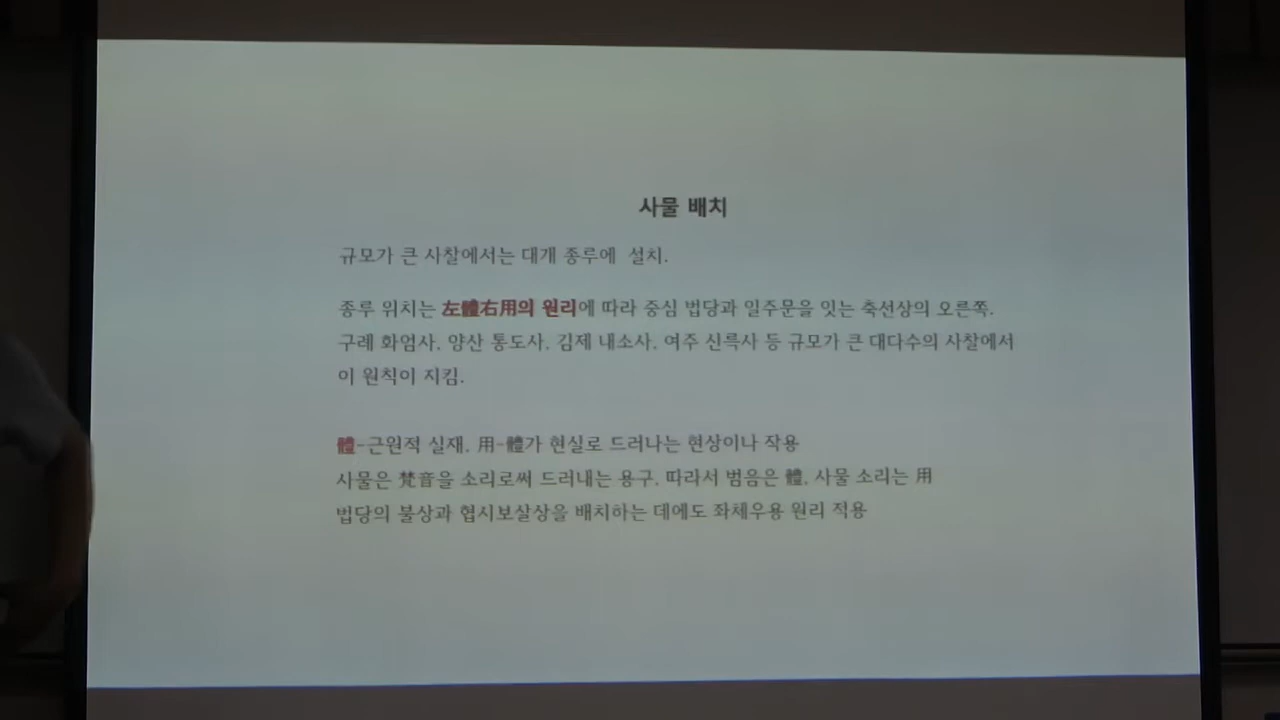 사물 배치
규모가 큰 사찰에서는 대개 종루에 설치.
종루 위치는 左體右用의 원리에 따라 중심 법당과 일주문을 잇는 축선상의 오른쪽.
구례 화엄사, 양산 통도사, 김제 내소사, 여주 신륵사 등 규모가 큰 대다수의 사찰에서
이 원칙이 지킴.
體-근원적 실재, 用-體가 현실로 드러나는 현상이나 작용
사물은 梵音을 소리로써 드러내는 용구, 따라서 범음은 體, 사물 소리는 用
법당의 불상과 협시보살상을 배치하는 데에도 좌체우용 원리 적용